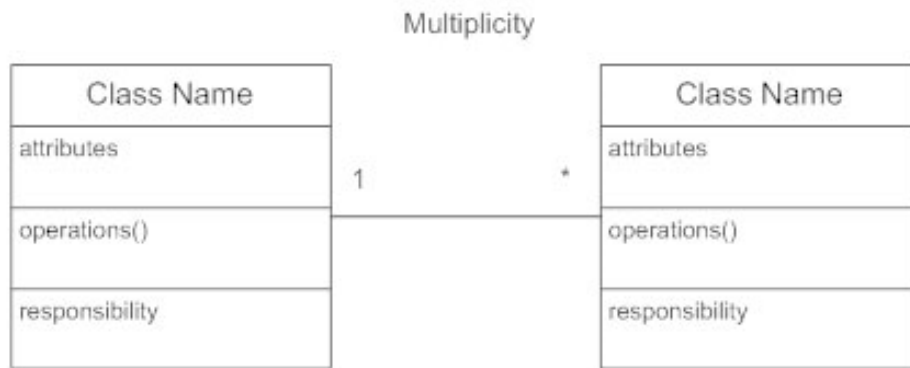 Multiplicity
Class Name
attributes
operations()
responsibility
1
*
Class Name
attributes
operations()
responsibility